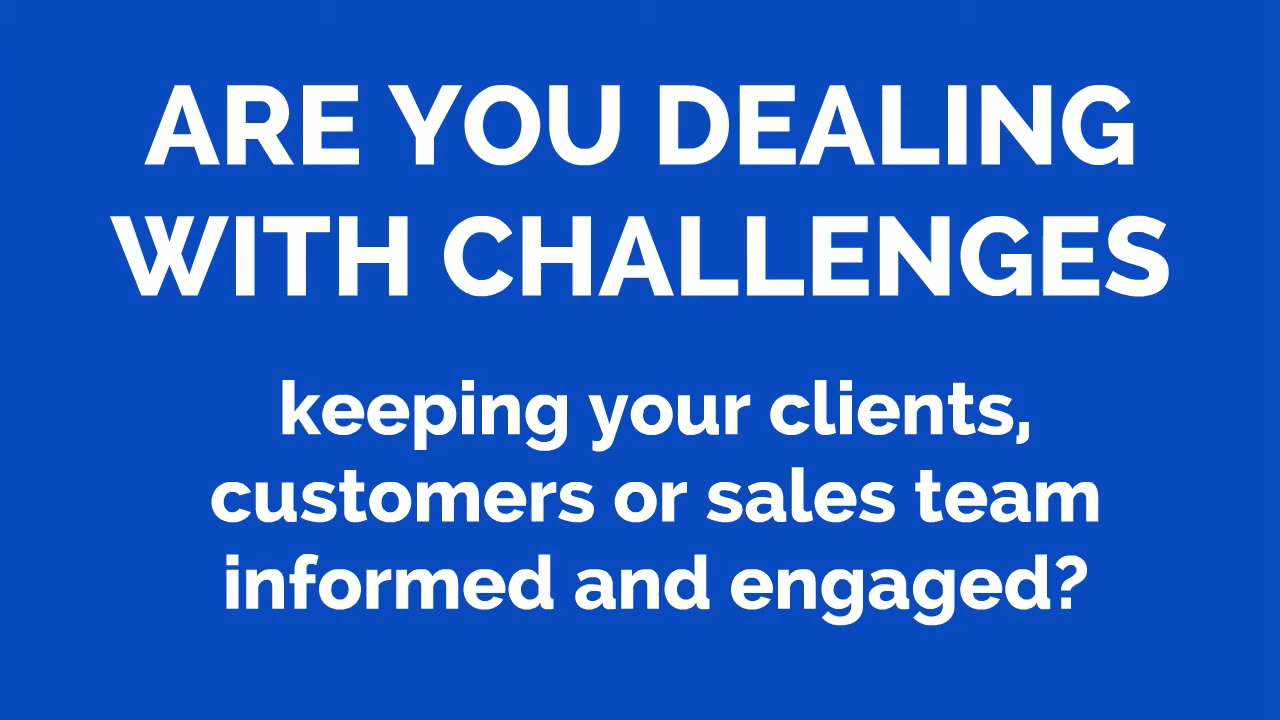 ARE YOU DEALING
WITH CHALLENGES
keeping your clients,
customers or sales team
informed and engaged?